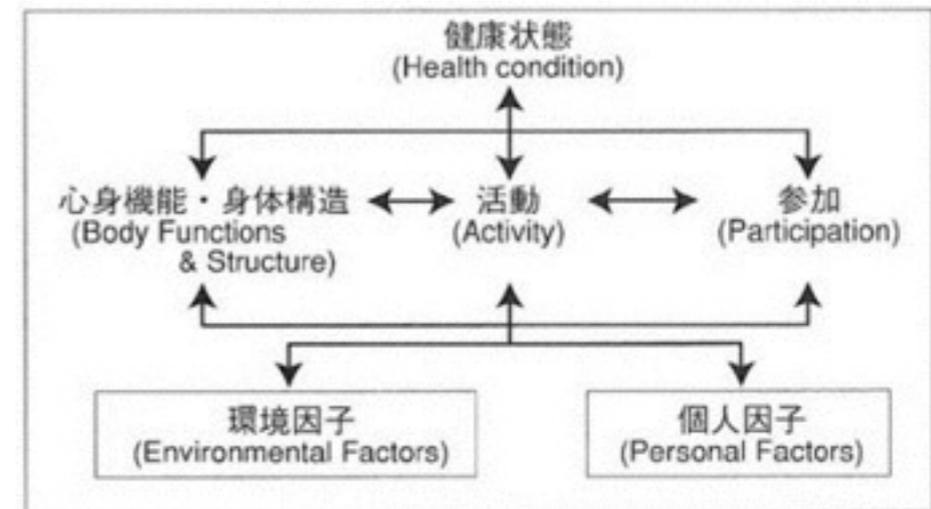 健康状態
(Health condition)
心身機能・身体構造
(Body Functions
& Structure)
活動
(Activity)
参加
(Participation)
環境因子
(Environmental Factors)
個人因子
(Personal Factors)